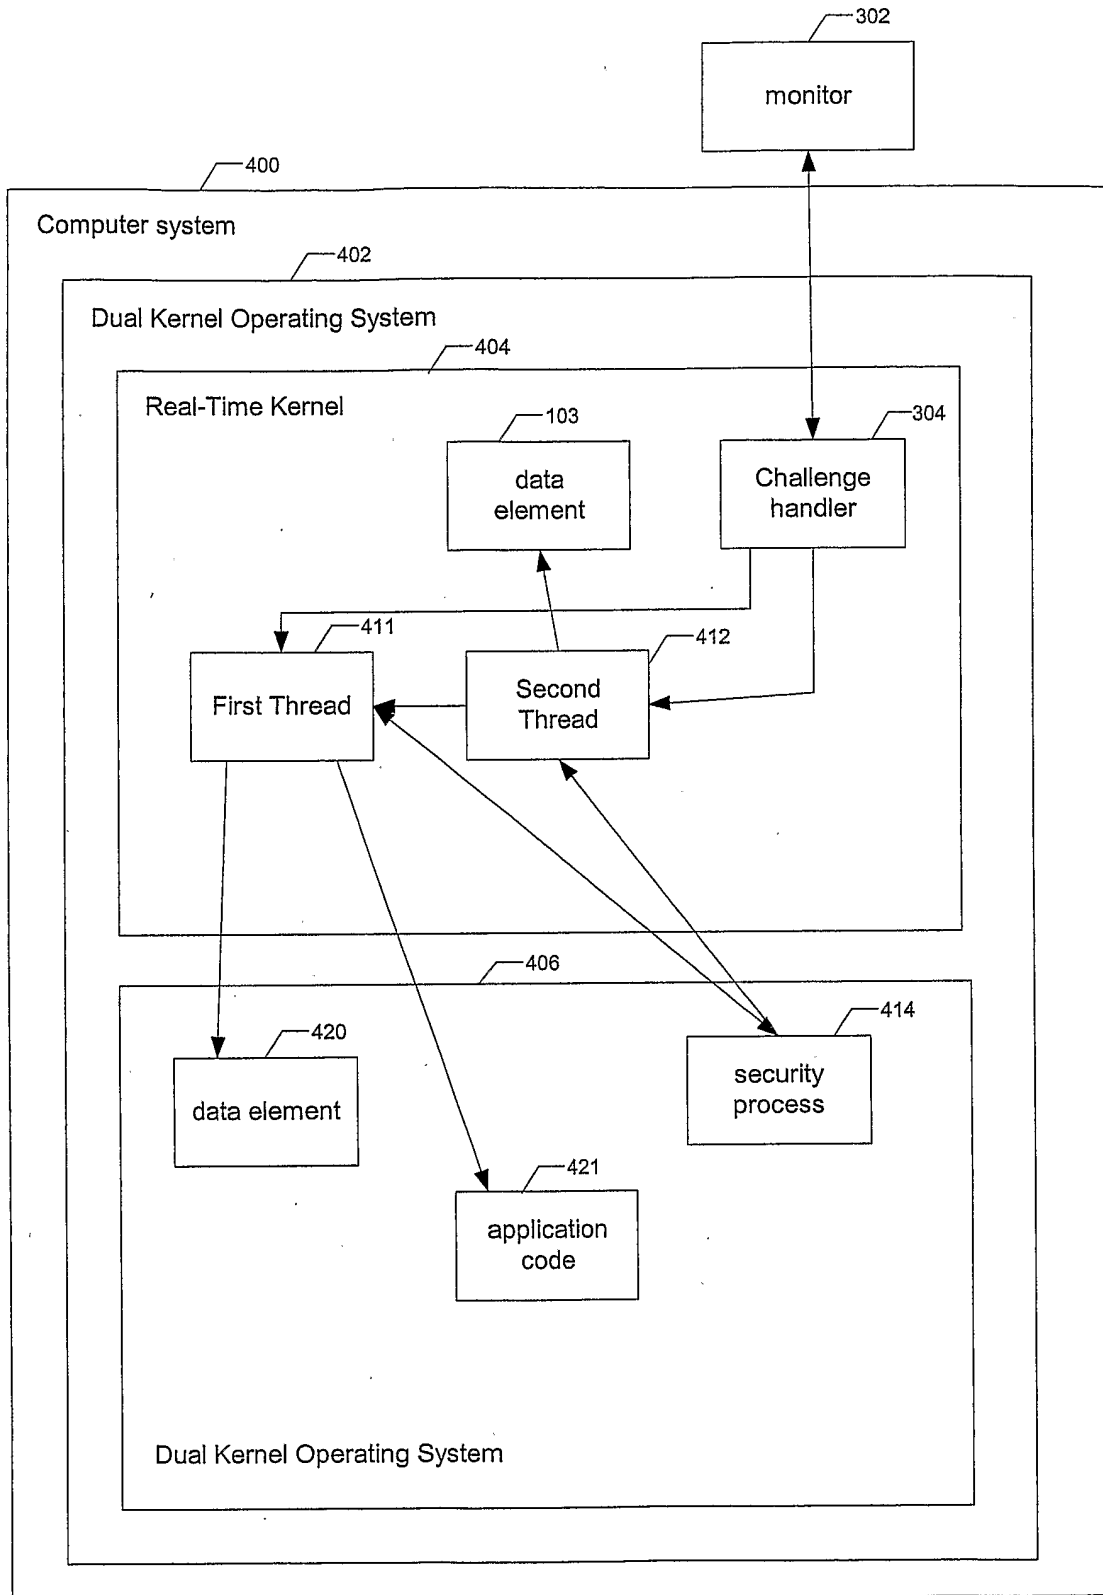 302
monitor
400
Computer system
402
Dual Kernel Operating System
404
Real-Time Kernel
103
304
data
element
Challenge
handler
411
412
First Thread
Second
Thread
406
414
420
security
process
data element
421
application
code
Dual Kernel Operating System